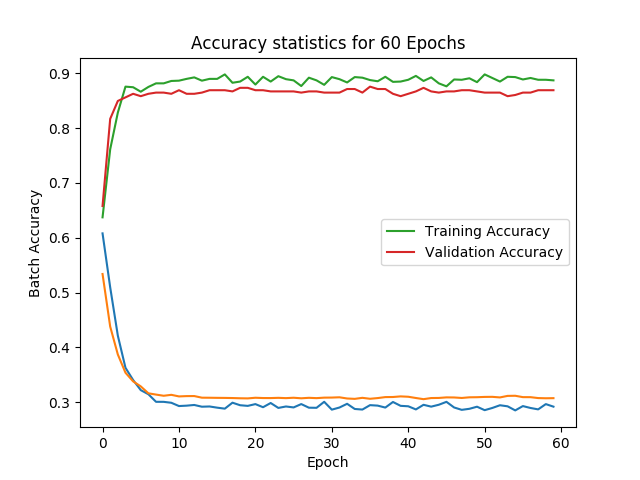 Accuracy statistics for 60 Epochs
0.9
0.8
0.7
0.6
0.5
0.4
0.3
Batch Accuracy
Training Accuracy
Validation Accuracy
0 10 20 30 40 50 60
Epoch